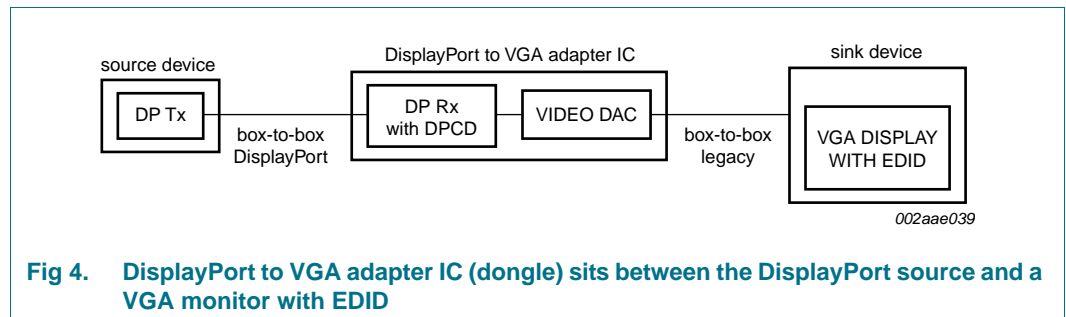 source device
DP Tx
box-to-box
DisplayPort
DisplayPort to VGA adapter IC
DP Rx
with DPCD
VIDEO DAC
box-to-box
legacy
sink device
VGA DISPLAY
WITH EDID
002aae039
Fig 4. DisplayPort to VGA adapter IC (dongle) sits between the DisplayPort source and a
VGA monitor with EDID